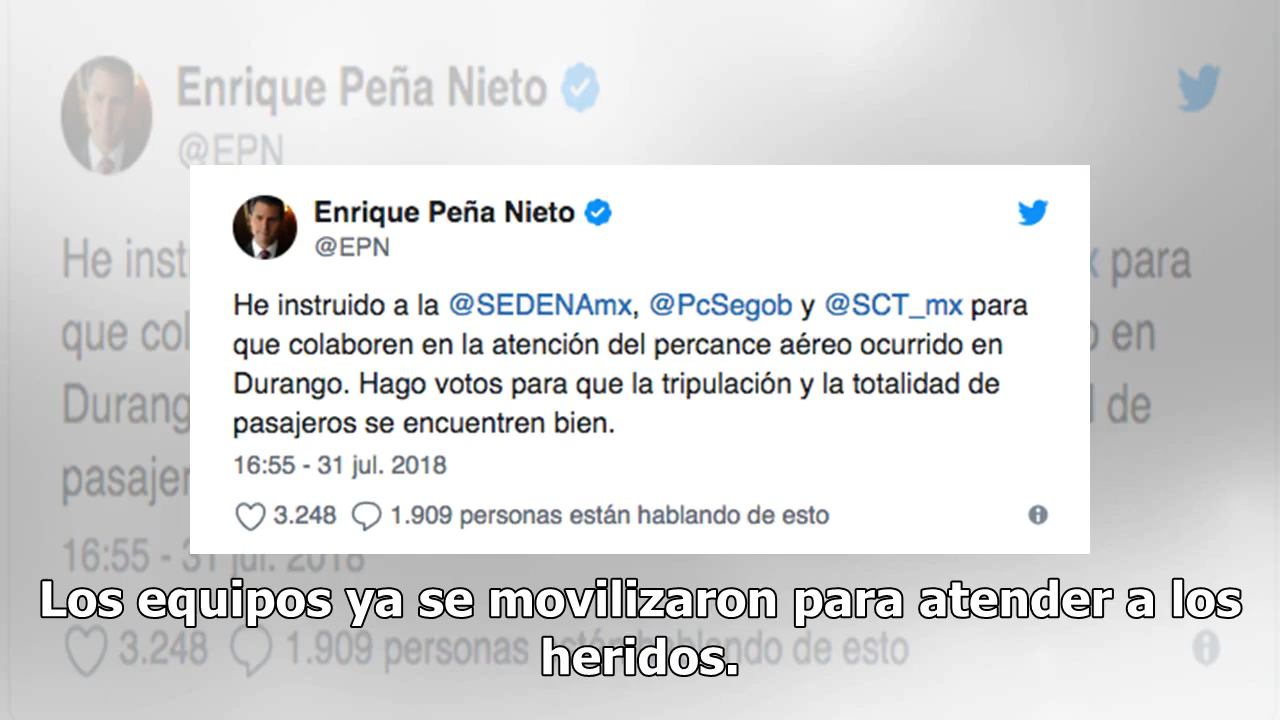 Enrique Peña Nieto
@EPN
Enrique Peña Nieto
@EPN
He instruido a la @SEDENAmx, @PcSegob y @SCT_mx para
que colaboren en la atención del percance aéreo ocurrido en
Durango. Hago votos para que la tripulación y la totalidad de
pasajeros se encuentren bien.
16:55 - 31 jul. 2018
3.248 1.909 personas están hablando de esto
He inst para
que col en
Durang de
pasajer
16:55 - 31 jul. 2018
Los equipos ya se movilizaron para atender a los
heridos.
3.248 1.909 personas están hablando de esto